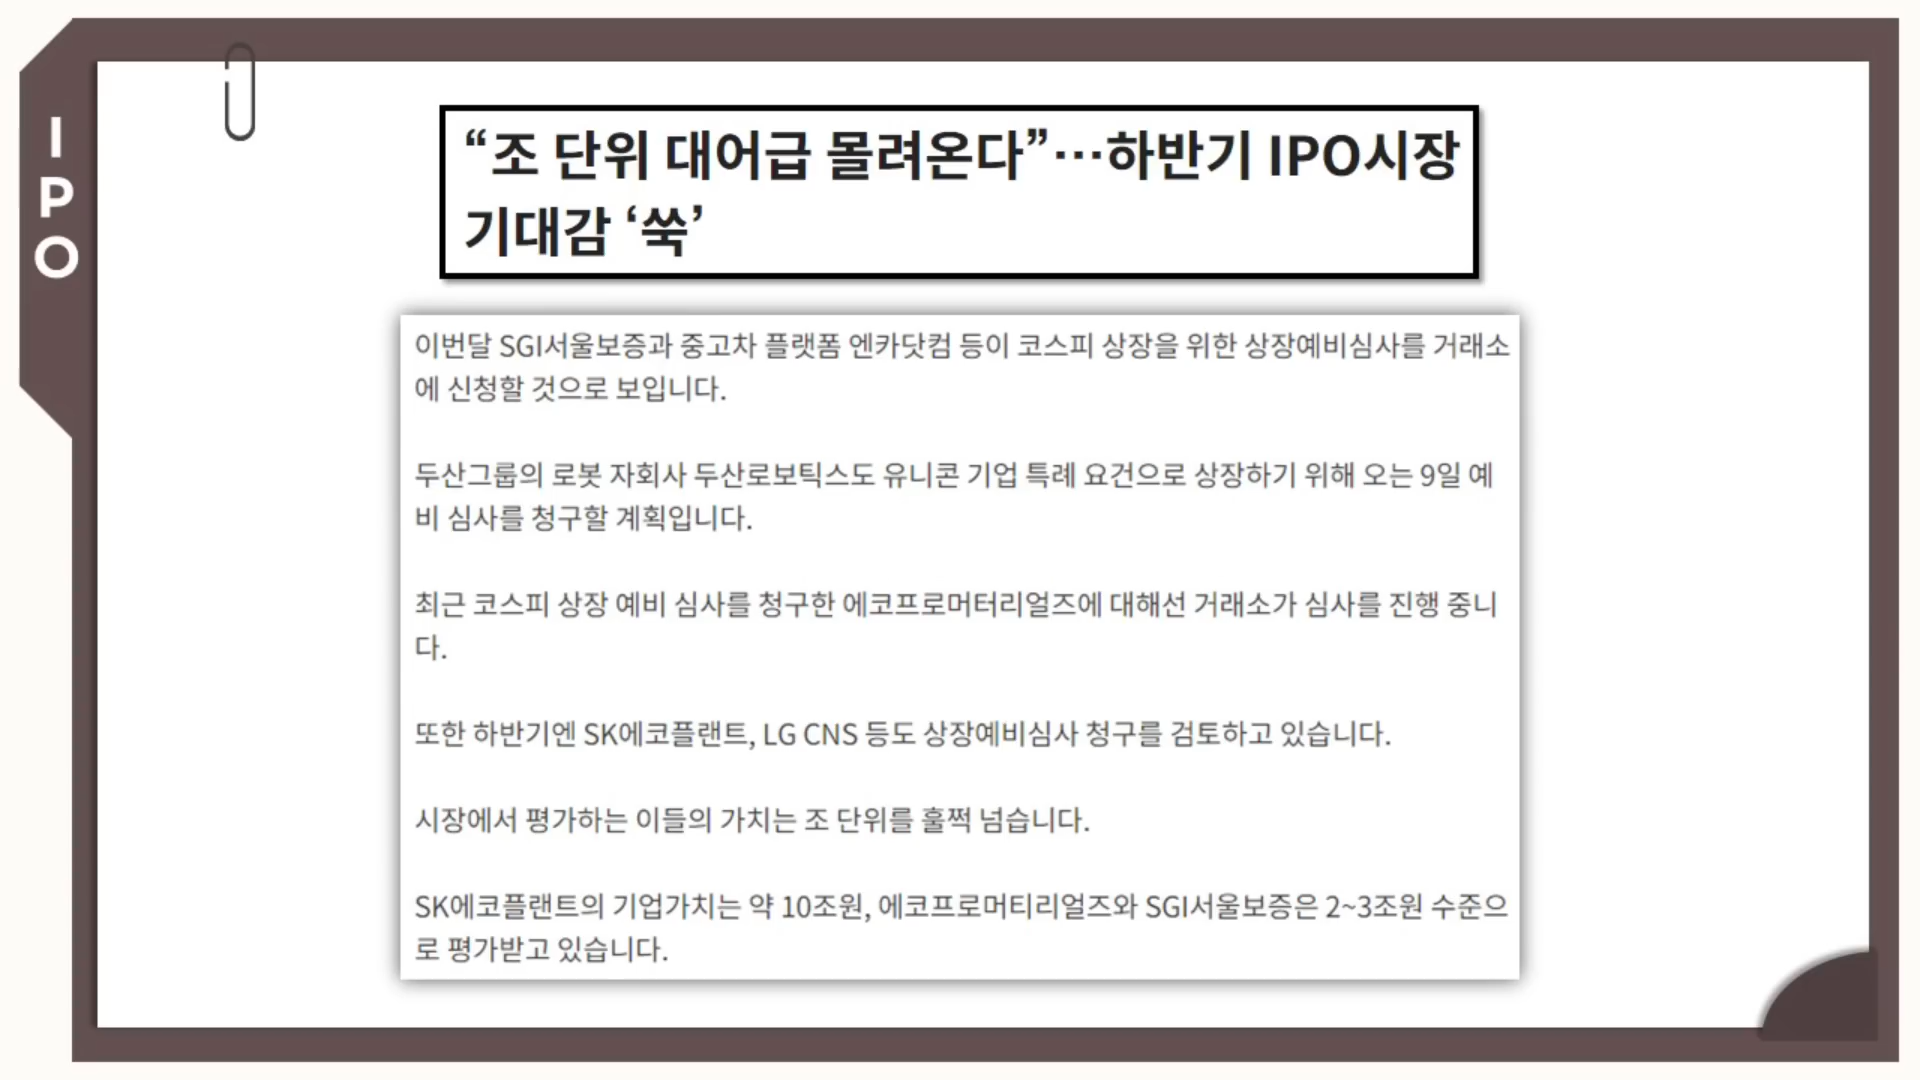 IPO
“조 단위 대어급 몰려온다”…하반기 IPO시장
기대감 ‘쑥’
이번달 SGI서울보증과 중고차 플랫폼 엔카닷컴 등이 코스피 상장을 위한 상장예비심사를 거래소
에 신청할 것으로 보입니다.
두산그룹의 로봇 자회사 두산로보틱스도 유니콘 기업 특례 요건으로 상장하기 위해 오는 9일 예
비 심사를 청구할 계획입니다.
최근 코스피 상장 예비 심사를 청구한 에코프로머터리얼즈에 대해선 거래소가 심사를 진행 중니
다.
또한 하반기엔 SK에코플랜트, LG CNS 등도 상장예비심사 청구를 검토하고 있습니다.
시장에서 평가하는 이들의 가치는 조 단위를 훌쩍 넘습니다.
SK에코플랜트의 기업가치는 약 10조원, 에코프로머티리얼즈와 SGI서울보증은 2~3조원 수준으
로 평가받고 있습니다.